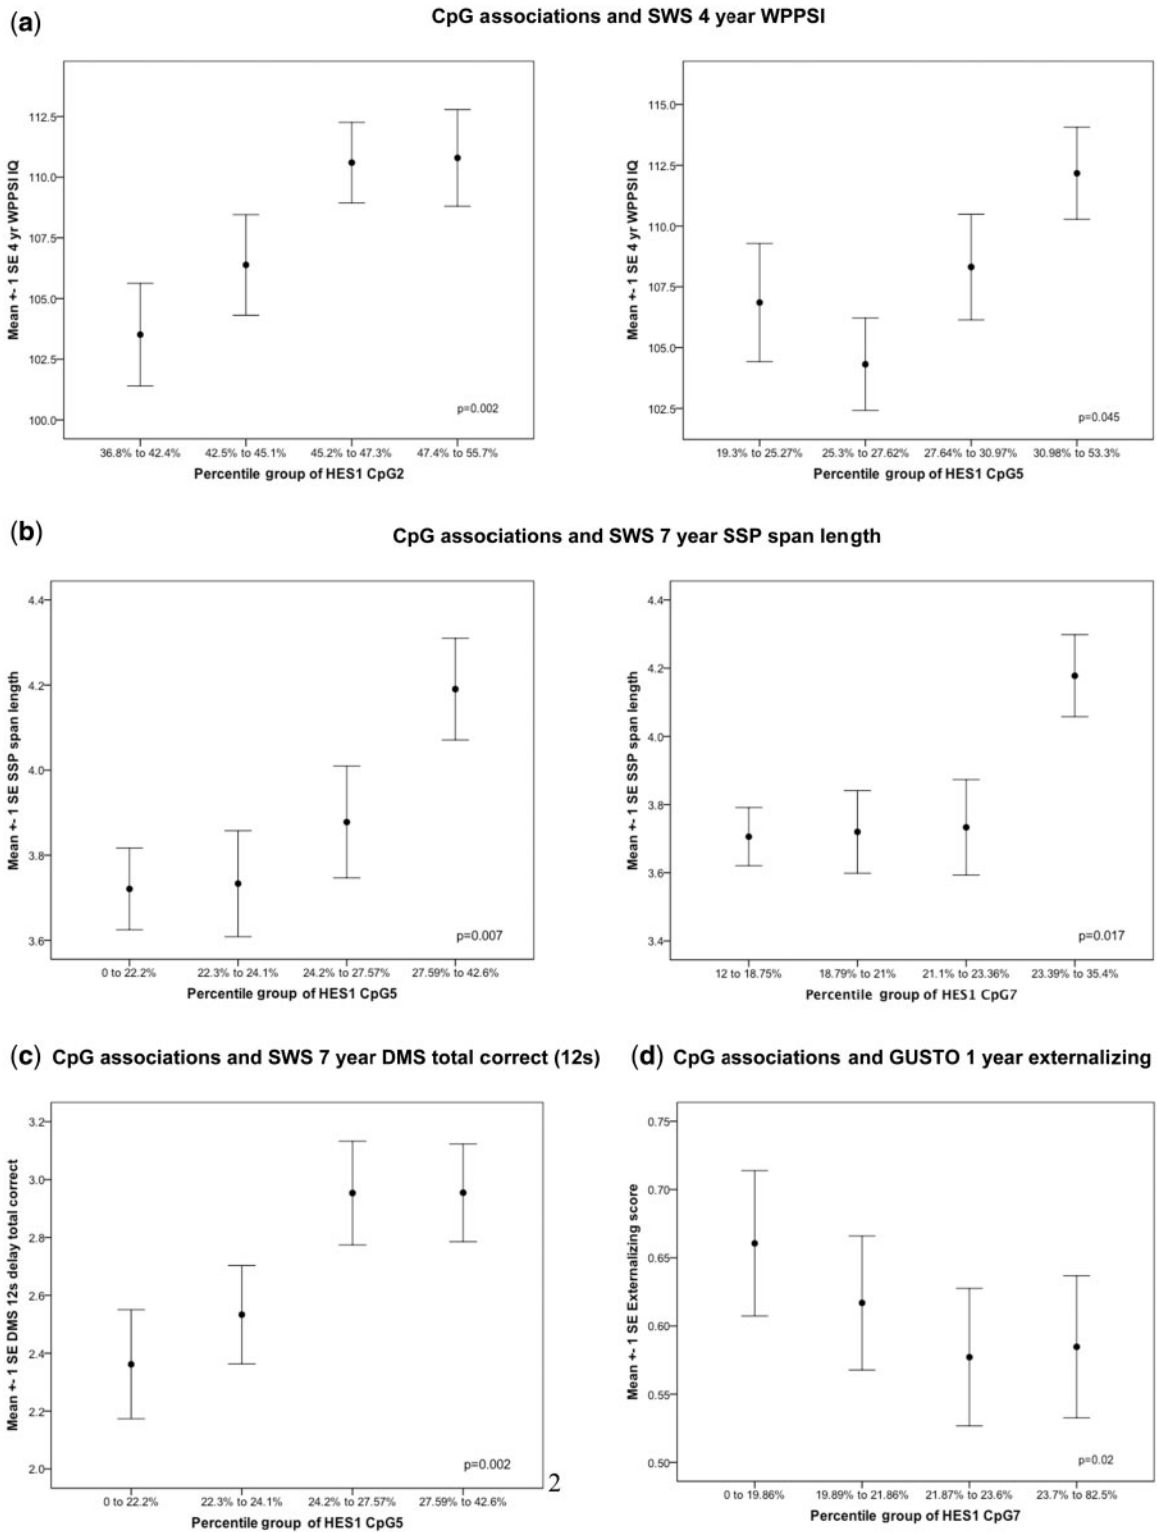 (a)
CpG associations and SWS 4 year WPPSI
Mean +- 1 SE 4 yr WPPSI IQ
112.5
110.0
107.5
105.0
102.5
100.0
p=0.002
36.8% to 42.4% 42.5% to 45.1% 45.2% to 47.3% 47.4% to 55.7%
Percentile group of HES1 CpG2
Mean +- 1 SE 4 yr WPPSI IQ
115.0
112.5
110.0
107.5
105.0
102.5
p=0.045
19.3% to 25.27% 25.3% to 27.62% 27.64% to 30.97% 30.98% to 53.3%
Percentile group of HES1 CpG5
(b)
CpG associations and SWS 7 year SSP span length
Mean +- 1 SE SSP span length
4.4
4.2
4.0
3.8
3.6
p=0.007
0 to 22.2% 22.3% to 24.1% 24.2% to 27.57% 27.59% to 42.6%
Percentile group of HES1 CpG5
Mean +- 1 SE SSP span length
4.4
4.2
4.0
3.8
3.6
3.4
p=0.017
12 to 18.75% 18.79% to 21% 21.1% to 23.36% 23.39% to 35.4%
Percentile group of HES1 CpG7
(c) CpG associations and SWS 7 year DMS total correct (12s)
Mean +- 1 SE DMS 12s delay total correct
3.2
3.0
2.8
2.6
2.4
2.2
2.0
p=0.002
0 to 22.2% 22.3% to 24.1% 24.2% to 27.57% 27.59% to 42.6%
Percentile group of HES1 CpG5
2
(d) CpG associations and GUSTO 1 year externalizing
Mean +- 1 SE Externalizing score
0.75
0.70
0.65
0.60
0.55
0.50
p=0.02
0 to 19.86% 19.89% to 21.86% 21.87% to 23.6% 23.7% to 82.5%
Percentile group of HES1 CpG7